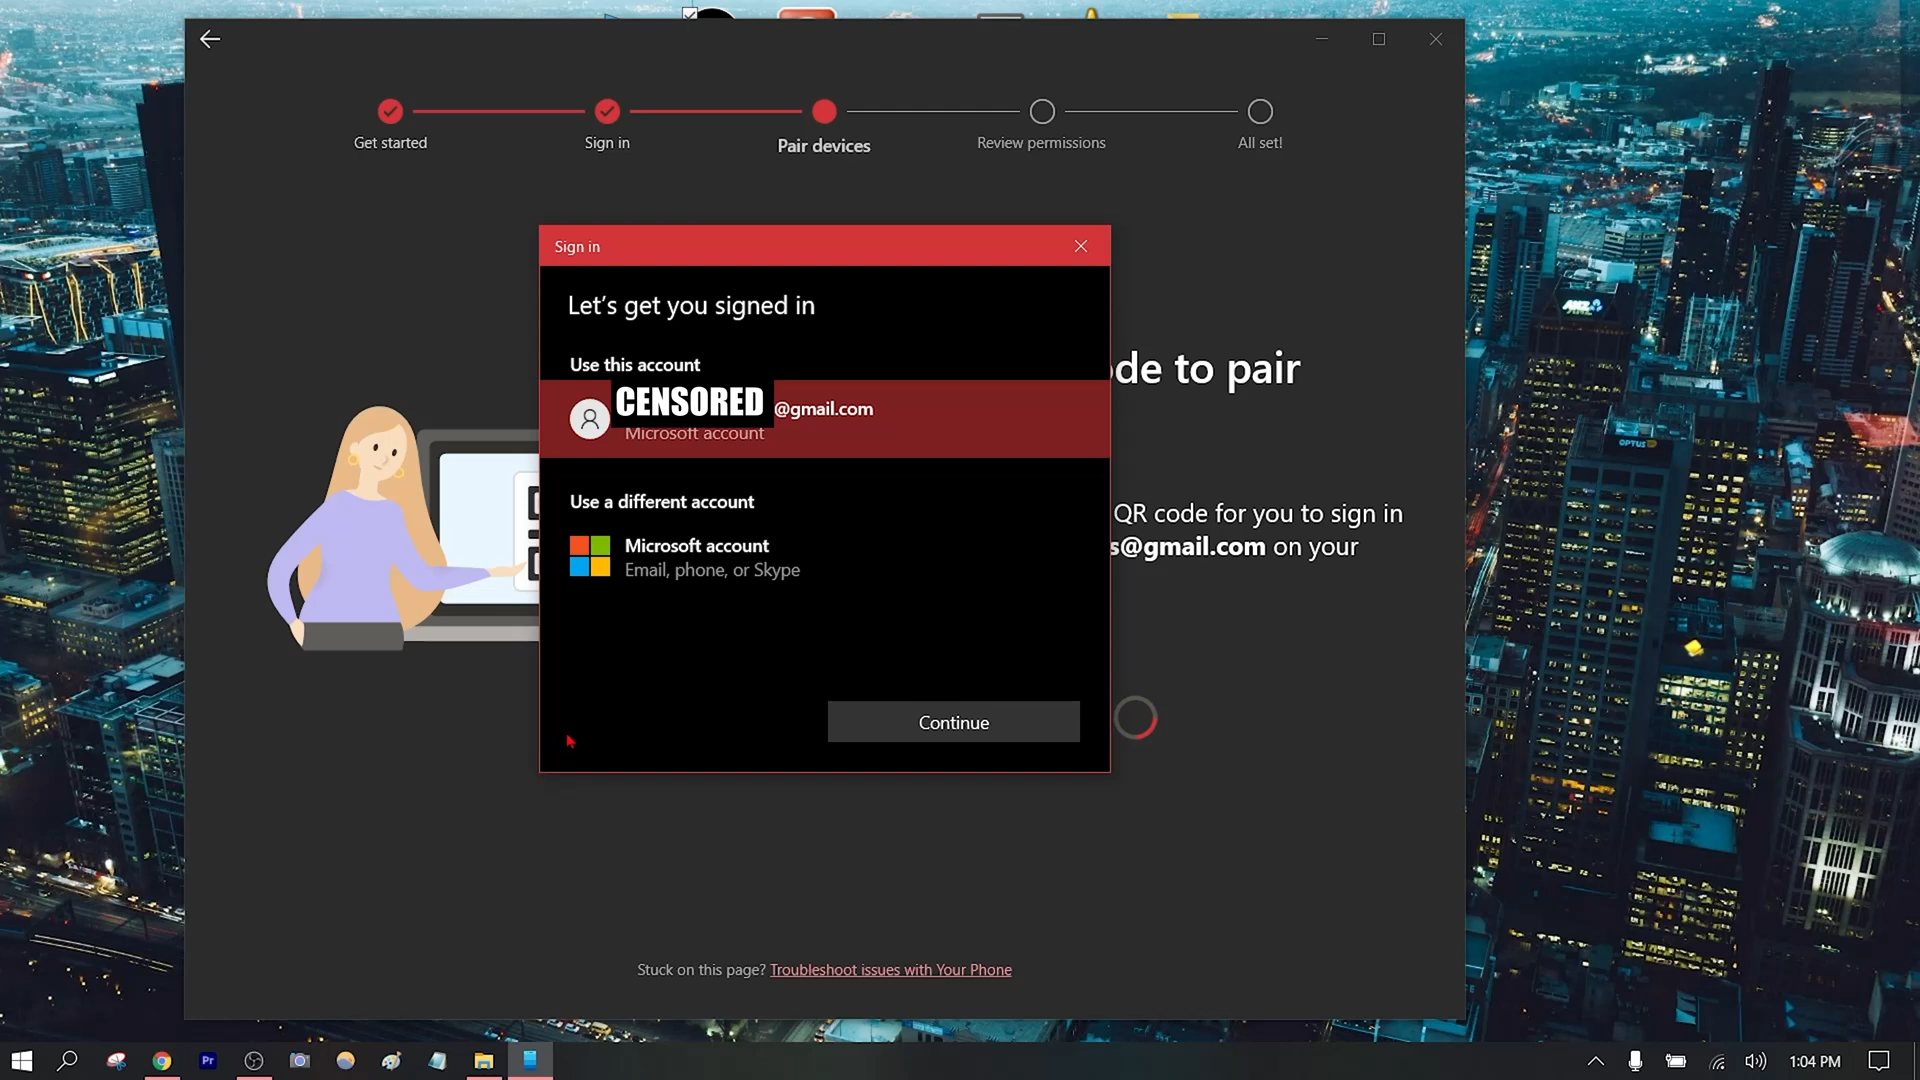 Get started
Sign in
Pair devices
Review permissions
All set!
Sign in
Let's get you signed in
Use this account
CENSORED @gmail.com
Microsoft account
Use a different account
Microsoft account
Email, phone, or Skype
Continue
de to pair
QR code for you to sign in
s@gmail.com on your
Stuck on this page? Troubleshoot issues with Your Phone
ANZ
OPTUS
Pr
1:04 PM